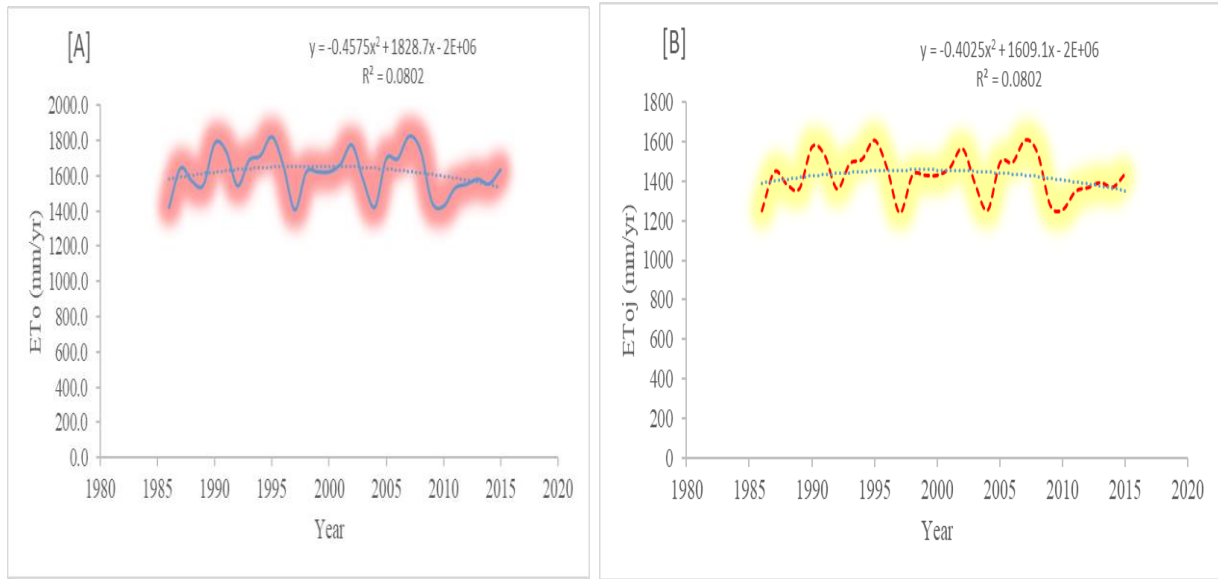 [A]
y = -0.4575x² + 1828.7x - 2E+06
R² = 0.0802
ETo (mm/yr)
2000.0
1800.0
1600.0
1400.0
1200.0
1000.0
800.0
600.0
400.0
200.0
0.0
1980 1985 1990 1995 2000 2005 2010 2015 2020
Year
[B]
y = -0.4025x² + 1609.1x - 2E+06
R² = 0.0802
EToj (mm/yr)
1800
1600
1400
1200
1000
800
600
400
200
0
1980 1985 1990 1995 2000 2005 2010 2015 2020
Year